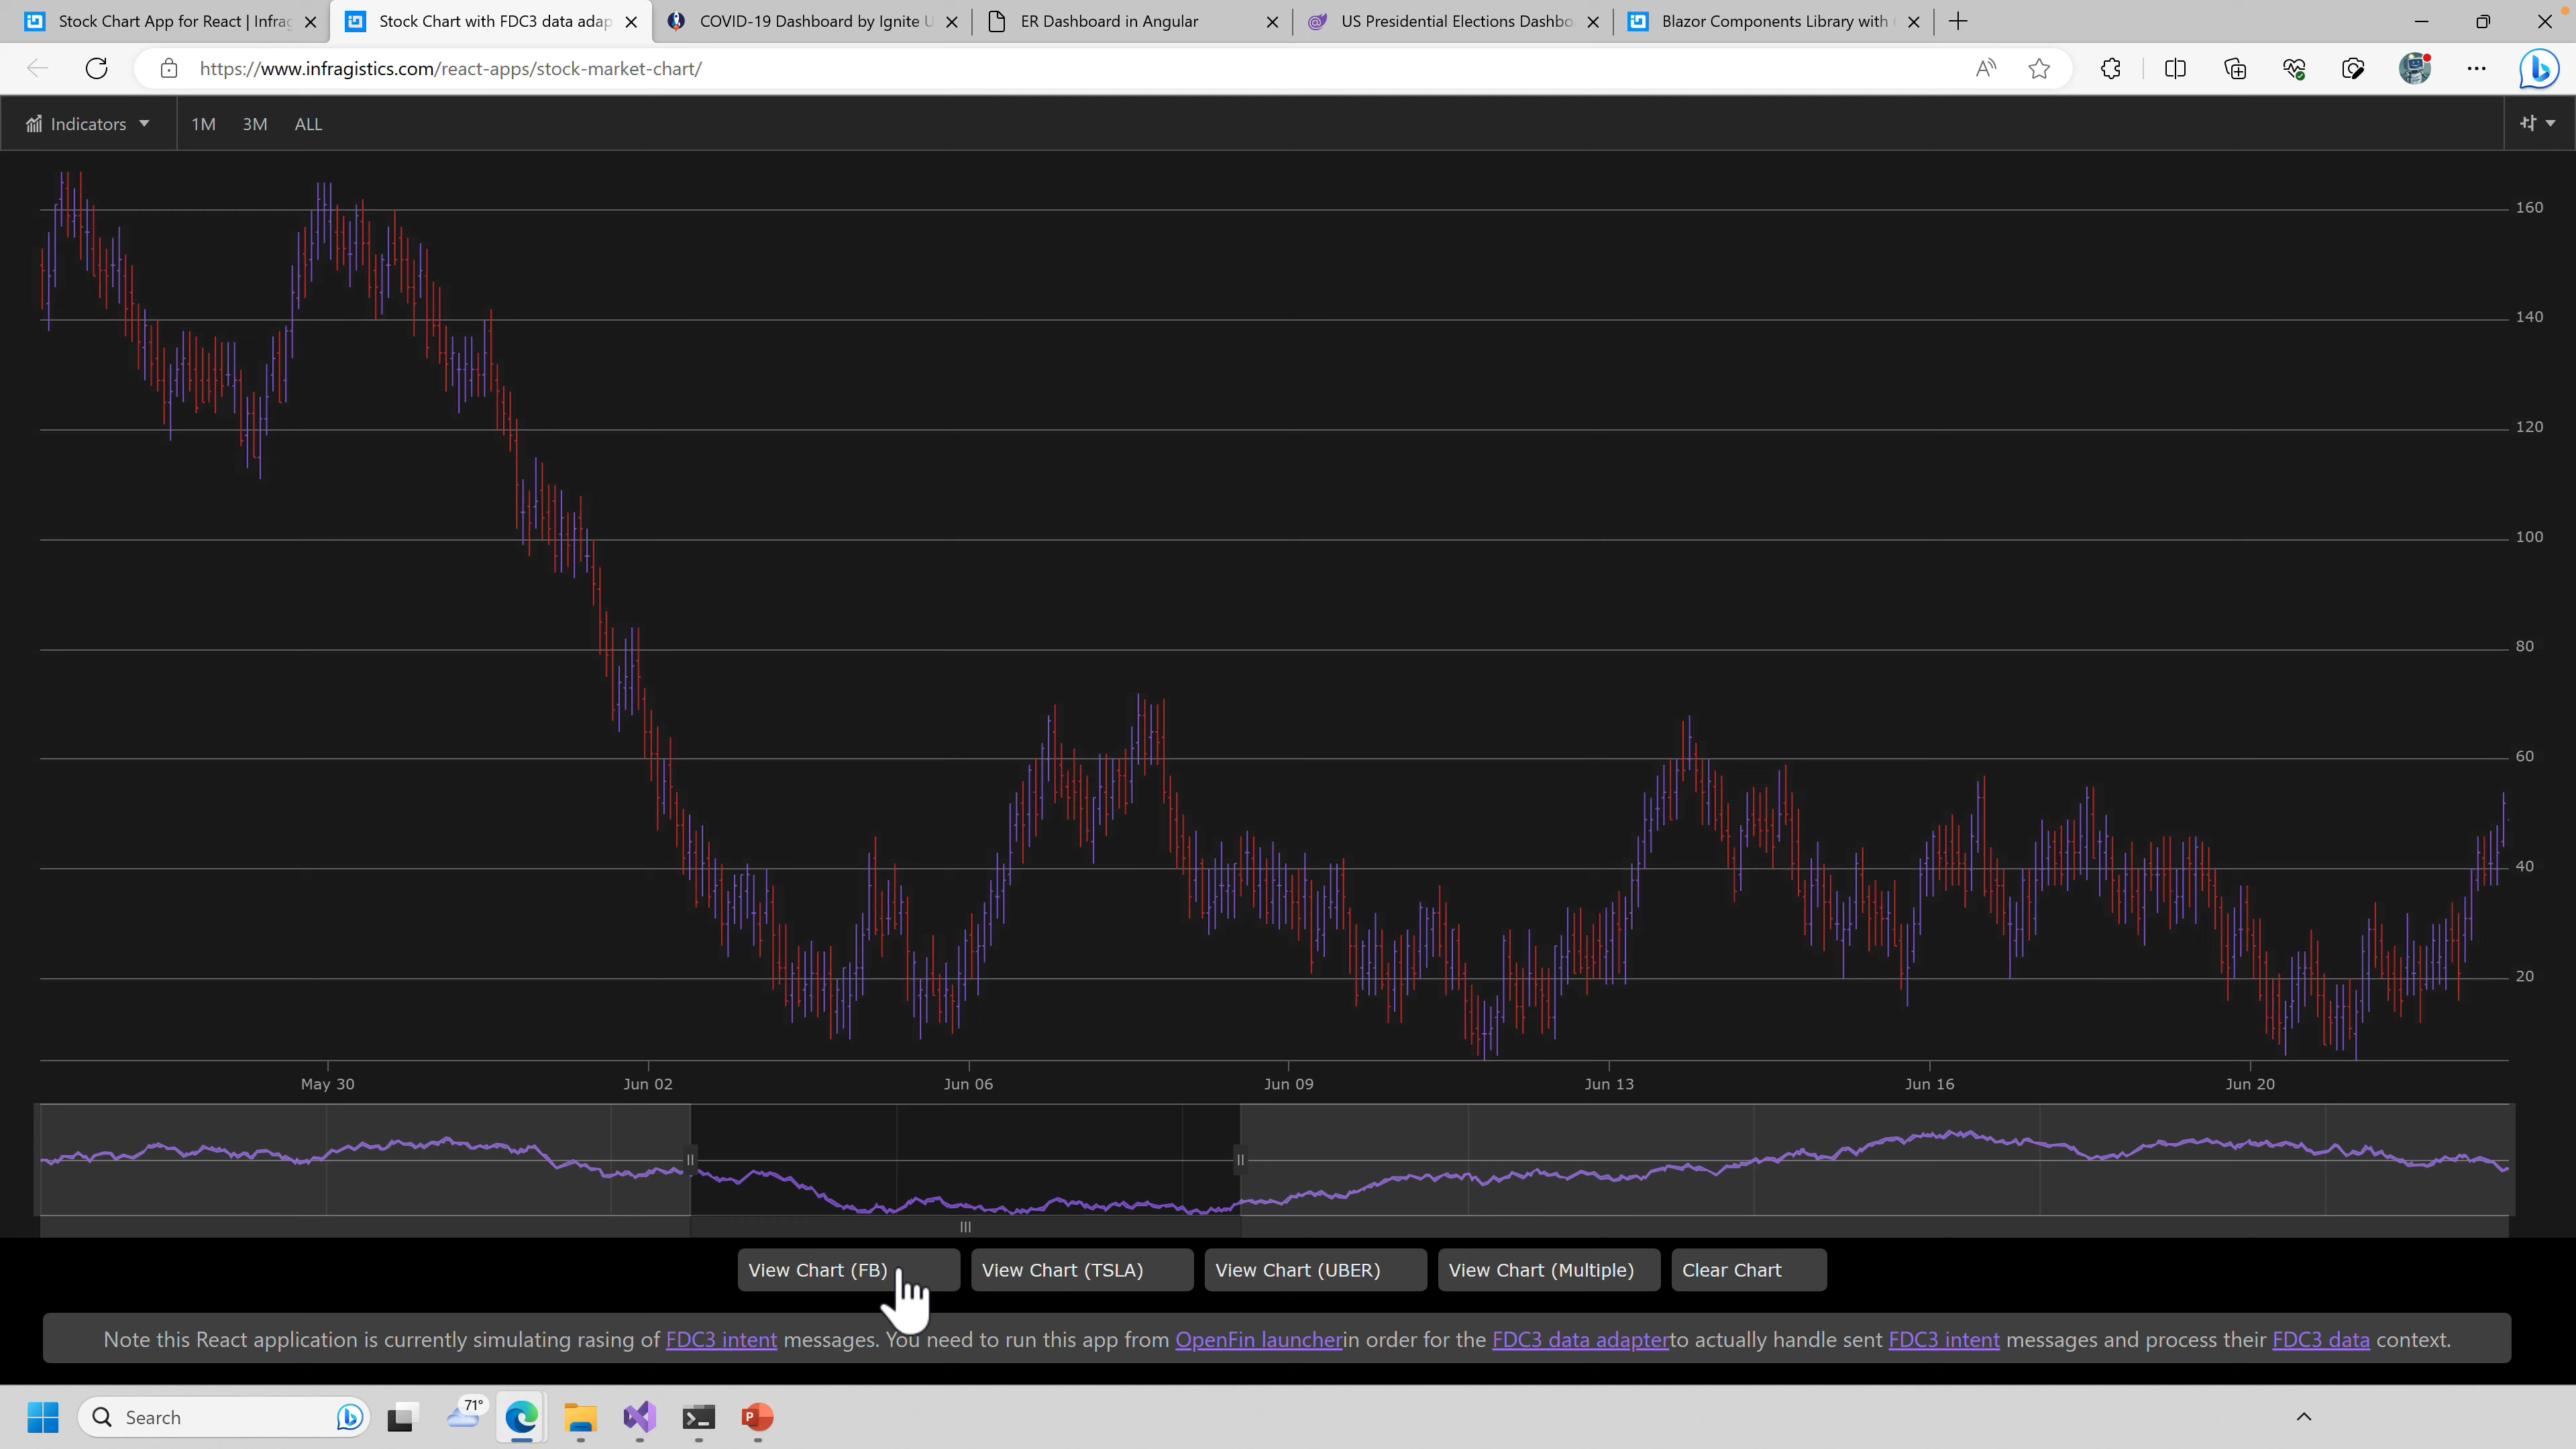 Stock Chart App for React | Infrag
Stock Chart with FDC3 data adap
COVID-19 Dashboard by Ignite U
ER Dashboard in Angular
US Presidential Elections Dashbo
Blazor Components Library with
https://www.infragistics.com/react-apps/stock-market-chart/
Indicators
1M
3M
ALL
160
140
120
100
80
60
40
20
May 30
Jun 02
Jun 06
Jun 09
Jun 13
Jun 16
Jun 20
View Chart (FB)
View Chart (TSLA)
View Chart (UBER)
View Chart (Multiple)
Clear Chart
Note this React application is currently simulating rasing of FDC3 intent messages. You need to run this app from OpenFin launcherin order for the FDC3 data adapterto actually handle sent FDC3 intent messages and process their FDC3 data context.
Search
71°